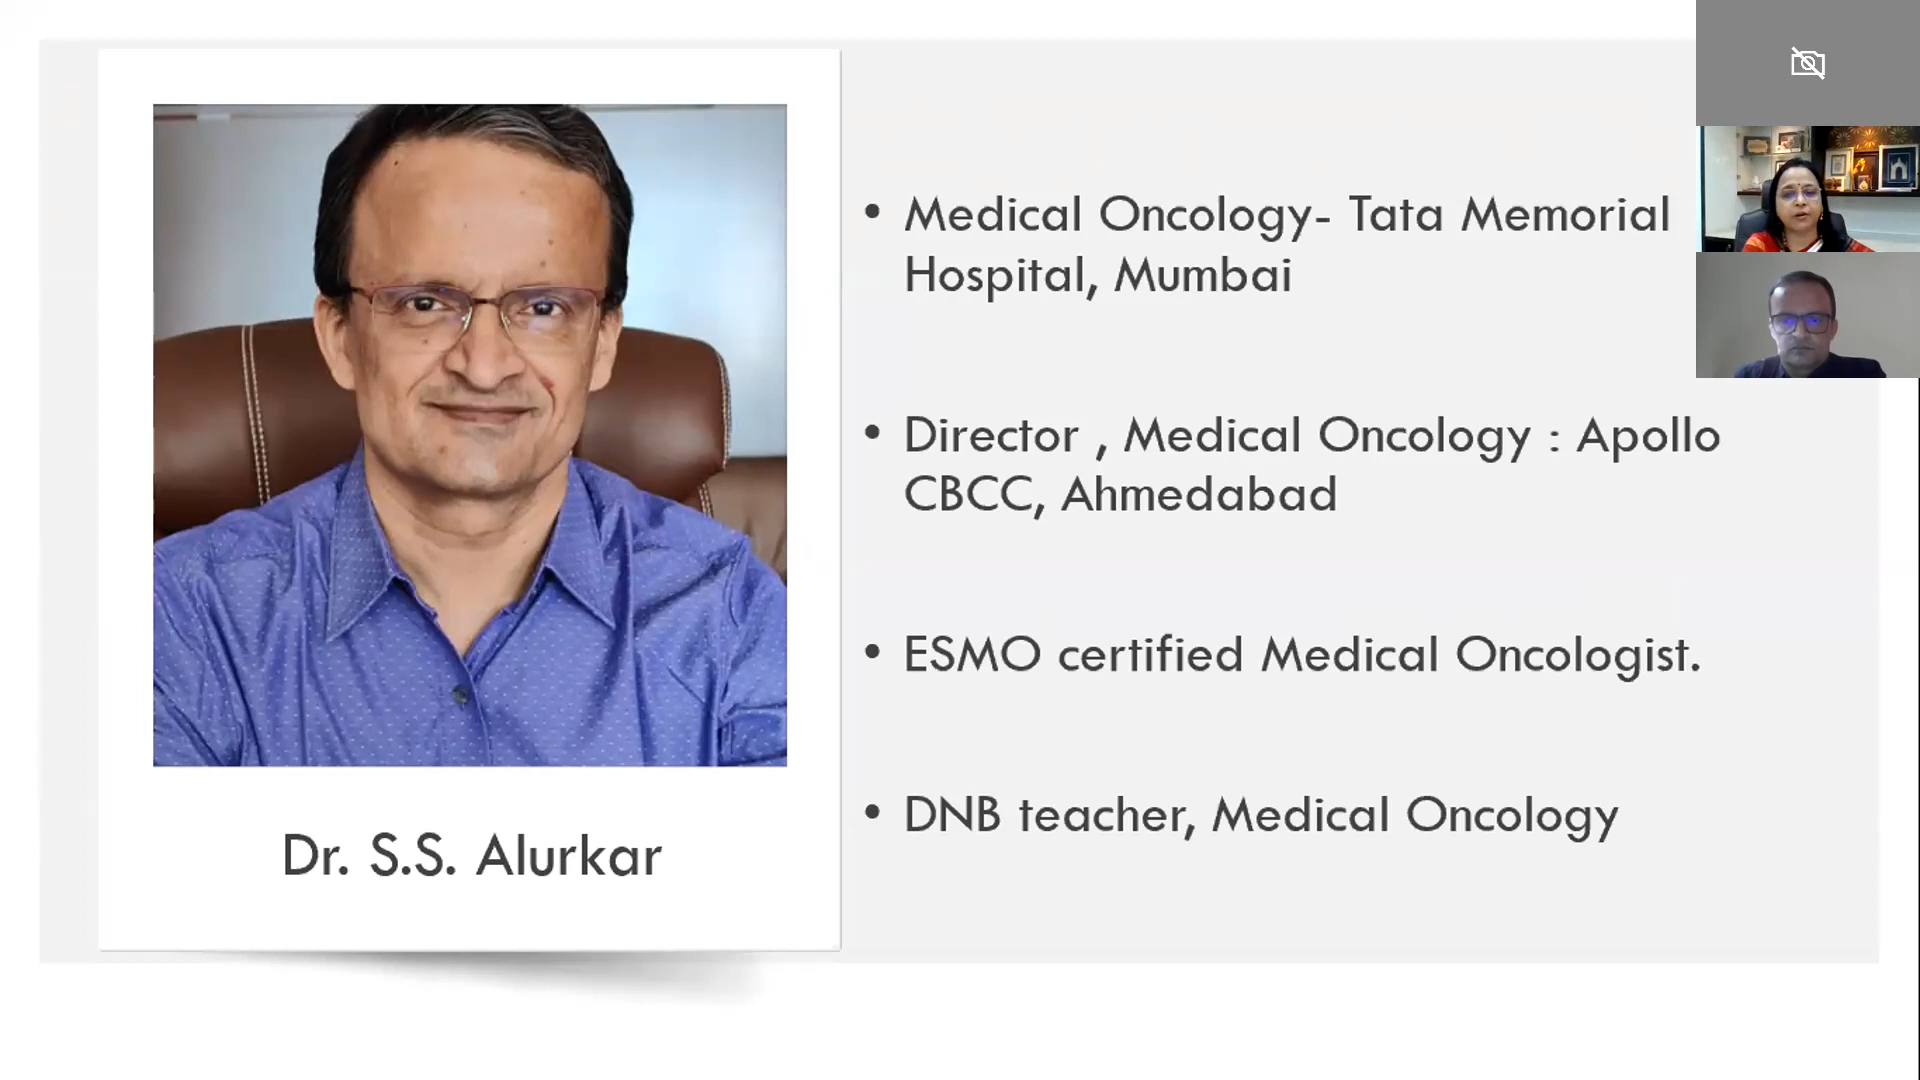 • Medical Oncology- Tata Memorial
Hospital, Mumbai
• Director , Medical Oncology : Apollo
CBCC, Ahmedabad
• ESMO certified Medical Oncologist.
• DNB teacher, Medical Oncology
Dr. S.S. Alurkar